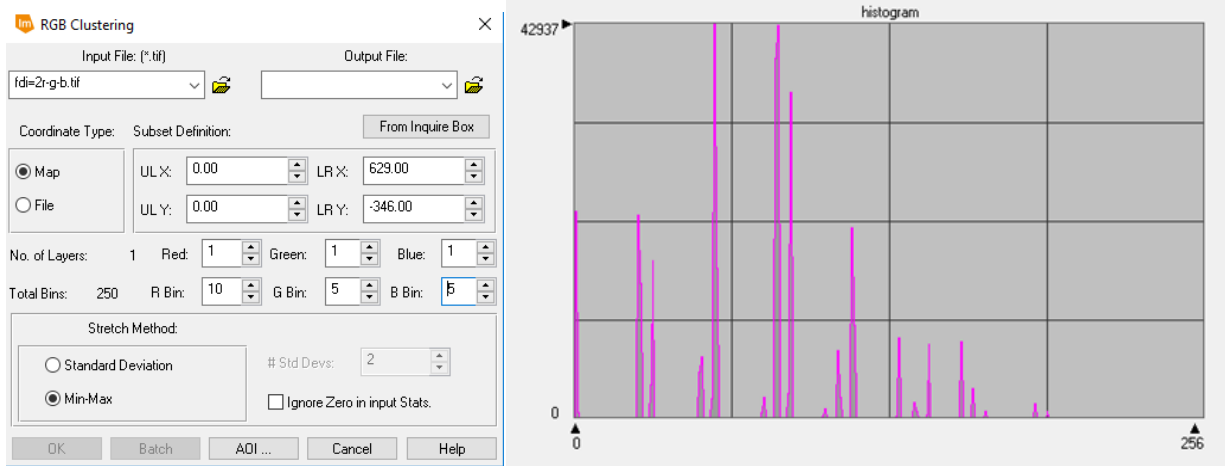 RGB Clustering
Input File: (*.tif) Output File:
fdi=2r-g-b.tif
Coordinate Type: Subset Definition: From Inquire Box
Map UL X: 0.00 LR X: 629.00
File UL Y: 0.00 LR Y: -346.00
No. of Layers: 1 Red: 1 Green: 1 Blue: 1
Total Bins: 250 R Bin: 10 G Bin: 5 B Bin: 5
Stretch Method:
Standard Deviation # Std Devs: 2
Min-Max Ignore Zero in input Stats.
OK Batch AOI ... Cancel Help
histogram
42937
0
0 256